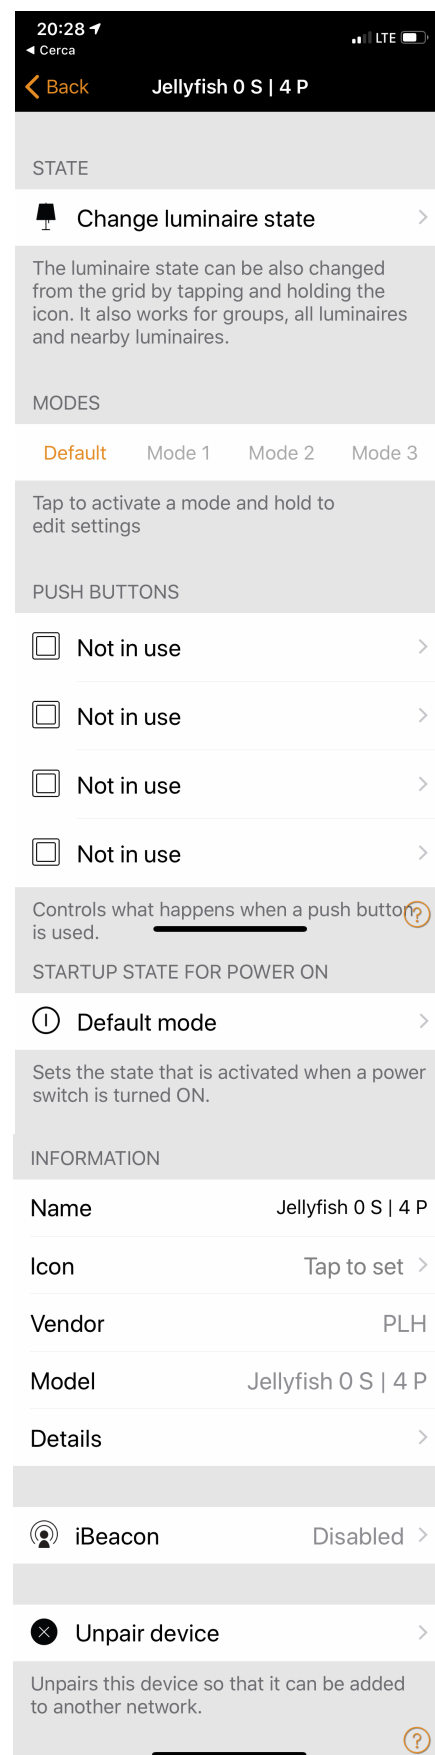 20:28
LTE
◀ Cerca
Back
Jellyfish 0 S | 4 P
STATE
Change luminaire state
The luminaire state can be also changed
from the grid by tapping and holding the
icon. It also works for groups, all luminaires
and nearby luminaires.
MODES
Default Mode 1 Mode 2 Mode 3
Tap to activate a mode and hold to
edit settings
PUSH BUTTONS
Not in use
Not in use
Not in use
Not in use
Controls what happens when a push button
?
is used.
STARTUP STATE FOR POWER ON
Default mode
Sets the state that is activated when a power
switch is turned ON.
INFORMATION
Name Jellyfish 0 S | 4 P
Icon Tap to set
Vendor PLH
Model Jellyfish 0 S | 4 P
Details
iBeacon Disabled
Unpair device
Unpairs this device so that it can be added
to another network.
?